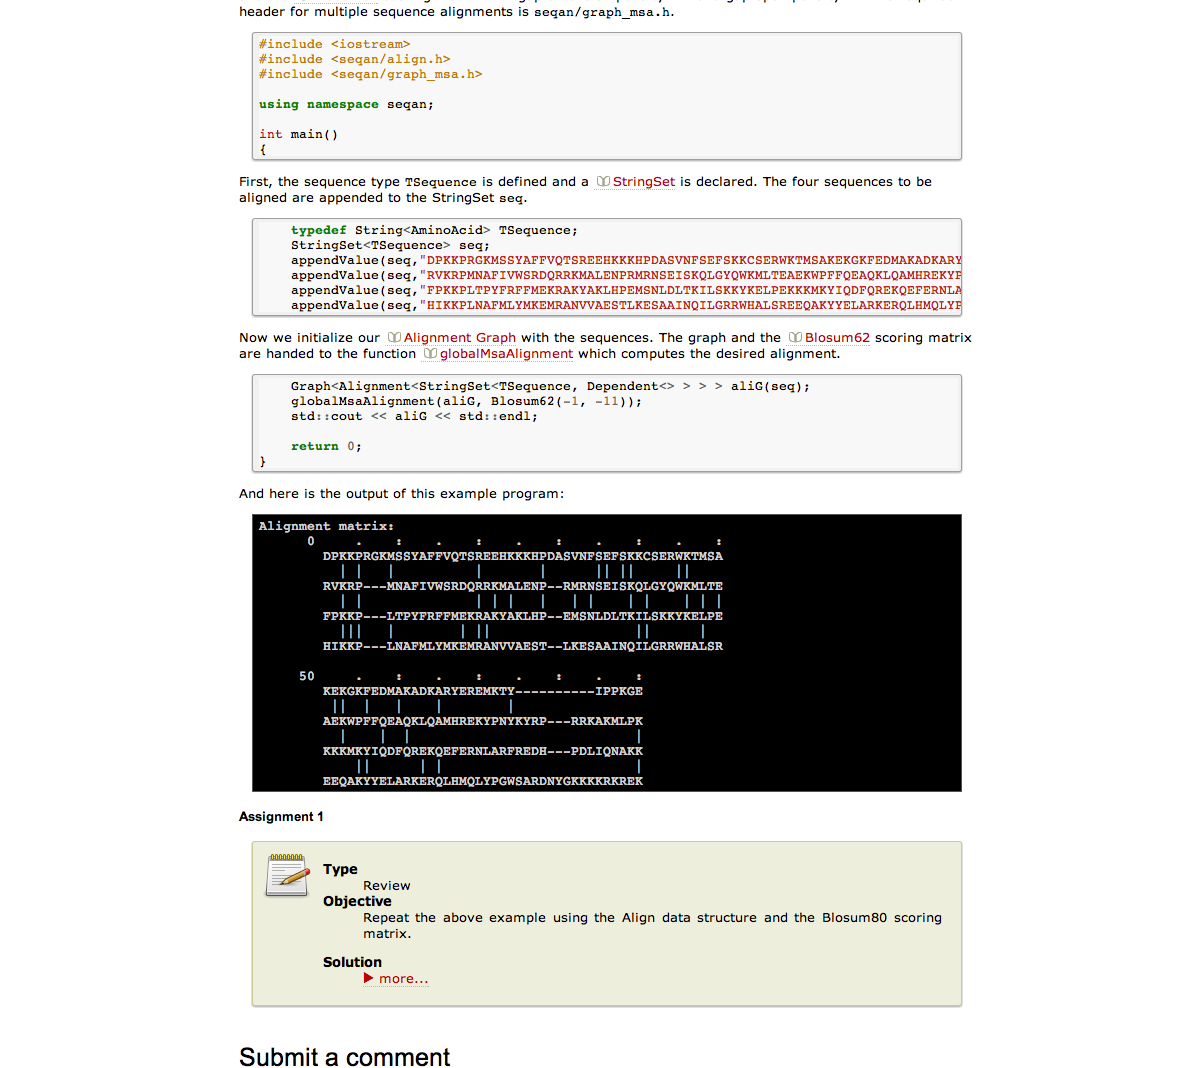 header for multiple sequence alignments is seqan/graph_msa.h.
#include <iostream>
#include <seqan/align.h>
#include <seqan/graph_msa.h>
using namespace seqan;
int main()
{
First, the sequence type TSequence is defined and a StringSet is declared. The four sequences to be
aligned are appended to the StringSet seq.
typedef String<AminoAcid> TSequence;
StringSet<TSequence> seq;
appendValue(seq,"DPKKPRGKMSSYAFFVQTSREEHKKKHPDASVNFSEFSKKCSERWKTMSAKEKGKFEDMAKADKARY
appendValue(seq,"RVKRPMNAFIVWSRDQRRKMALENPRMRNSEISKQLGYQWKMLTEAEKWPFFQEAQKLQAMHREKYP
appendValue(seq,"FPKKPLTPYFRFFMEKRAKYAKLHPEMSNLDLTKILSKKYKELPEKKKMKYIQDFQREKQEFERNLA
appendValue(seq,"HIKKPLNAFMLYMKEMRANVVAESTLKESAAINQILGRRWHALSREEQAKYYELARKERQLHMQLYP
Now we initialize our Alignment Graph with the sequences. The graph and the Blosum62 scoring matrix
are handed to the function globalMsaAlignment which computes the desired alignment.
Graph<Alignment<StringSet<TSequence, Dependent<> > > > aliG(seq);
globalMsaAlignment(aliG, Blosum62(-1, -11));
std::cout << aliG << std::endl;
return 0;
}
And here is the output of this example program:
Alignment matrix:
0     .    :    .    :    .    :    .    :    .    :
DPKKPRGKMSSYAFFVQTSREEHKKKHPDASVNFSEFSKKCSERWKTMSA
  | |   |          |       |      || ||     ||
RVKRP---MNAFIVWSRDQRRKMALENP--RMRNSEISKQLGYQWKMLTE
  | |              | | |   |   | |    | |    | | |
FPKKP---LTPYFRFFMEKRAKYAKLHP--EMSNLDLTKILSKKYKELPE
  |||   |        | ||                  ||      |
HIKKP---LNAFMLYMKEMRANVVAEST--LKESAAINQILGRRWHALSR
50     .    :    .    :    .    :    .    :
KEKGKFEDMAKADKARYEREMKTY----------IPPKGE
 ||  |   |    |        |
AEKWPFFQEAQKLQAMHREKYPNYKYRP---RRKAKMLPK
  |    |  |                            |
KKKMKYIQDFQREKQEFERNLARFREDH---PDLIQNAKK
    ||      | |                        |
EEQAKYYELARKERQLHMQLYPGWSARDNYGKKKKRKREK
Assignment 1
Type
Review
Objective
Repeat the above example using the Align data structure and the Blosum80 scoring
matrix.
Solution
more...
Submit a comment